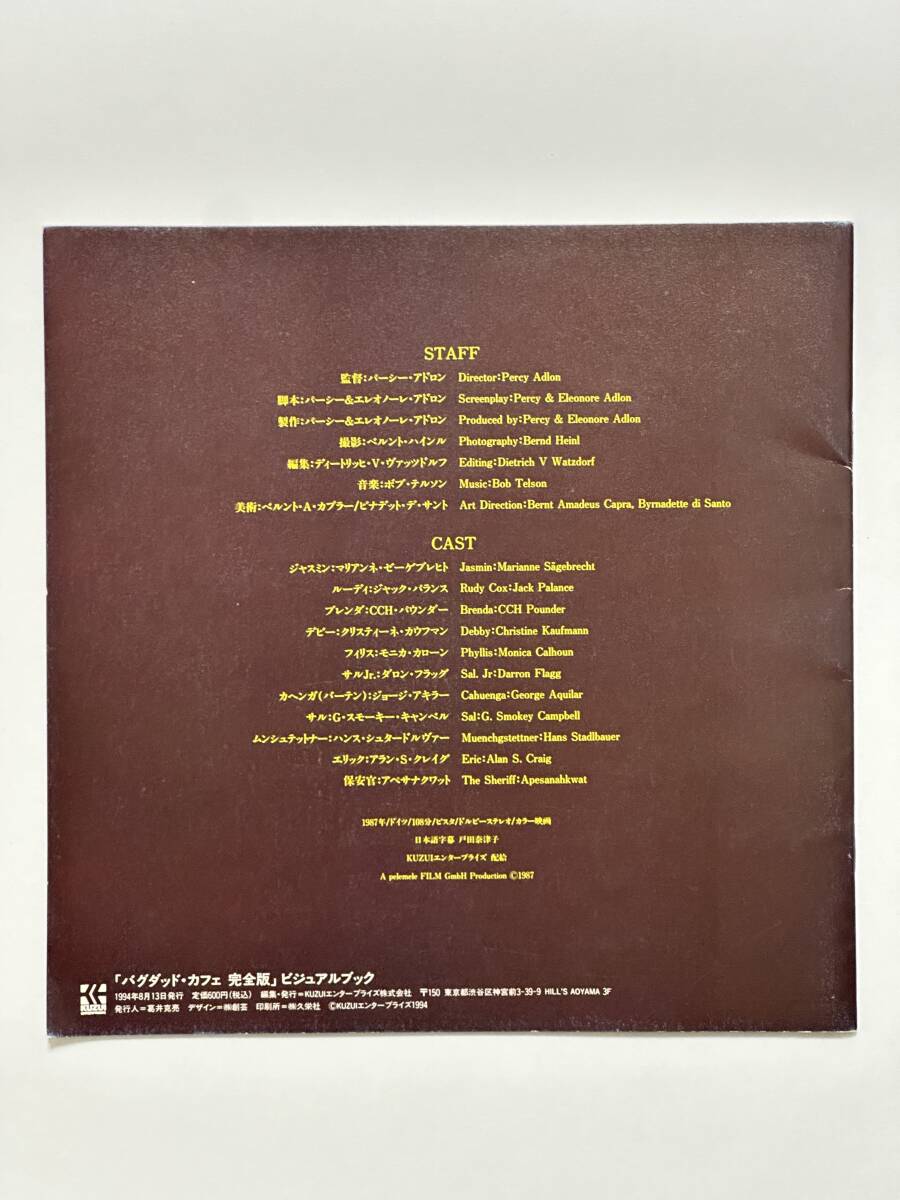 STAFF
監督：パーシー・アドロン Director：Percy Adlon
脚本：パーシー&エレオノーレ・アドロン Screenplay：Percy & Eleonore Adlon
製作：パーシー&エレオノーレ・アドロン Produced by：Percy & Eleonore Adlon
撮影：ベルント・ハインル Photography：Bernd Heinl
編集：ディートリッヒ・V・ヴァッツドルフ Editing：Dietrich V Watzdorf
音楽：ボブ・テルソン Music：Bob Telson
美術：ベルント・A・カプラー/ビナデット・デ・サント Art Direction：Bernt Amadeus Capra, Byrnadette di Santo
CAST
ジャスミン：マリアンネ・ゼーゲブレヒト Jasmin：Marianne Sägebrecht
ルーディ：ジャック・パランス Rudy Cox：Jack Palance
ブレンダ：CCH・パウンダー Brenda：CCH Pounder
デビー：クリスティーネ・カウフマン Debby：Christine Kaufmann
フィリス：モニカ・カローン Phyllis：Monica Calhoun
サルJr.：ダロン・フラッグ Sal. Jr：Darron Flagg
カヘンガ(バーテン)：ジョージ・アキラー Cahuenga：George Aquilar
サル：G・スモーキー・キャンベル Sal：G. Smokey Campbell
ムンシュテットナー：ハンス・シュタードルヴァー Muenchgstettner：Hans Stadlbauer
エリック：アラン・S・クレイグ Eric：Alan S. Craig
保安官：アペサナクワット The Sheriff：Apesanahkwat
1987年/ドイツ/108分/ビスタ/ドルビーステレオ/カラー映画
日本語字幕 戸田奈津子
KUZUIエンタープライズ 配給
A pelemele FILM GmbH Production ©1987
KUZUI
「バグダッド・カフェ 完全版」ビジュアルブック
1994年8月13日発行 定価600円(税込) 編集・発行=KUZUIエンタープライズ株式会社 〒150 東京都渋谷区神宮前3-39-9 HILL'S AOYAMA 3F
発行人=葛井克亮 デザイン=㈱創芸 印刷所=㈱久栄社 ©KUZUIエンタープライズ1994